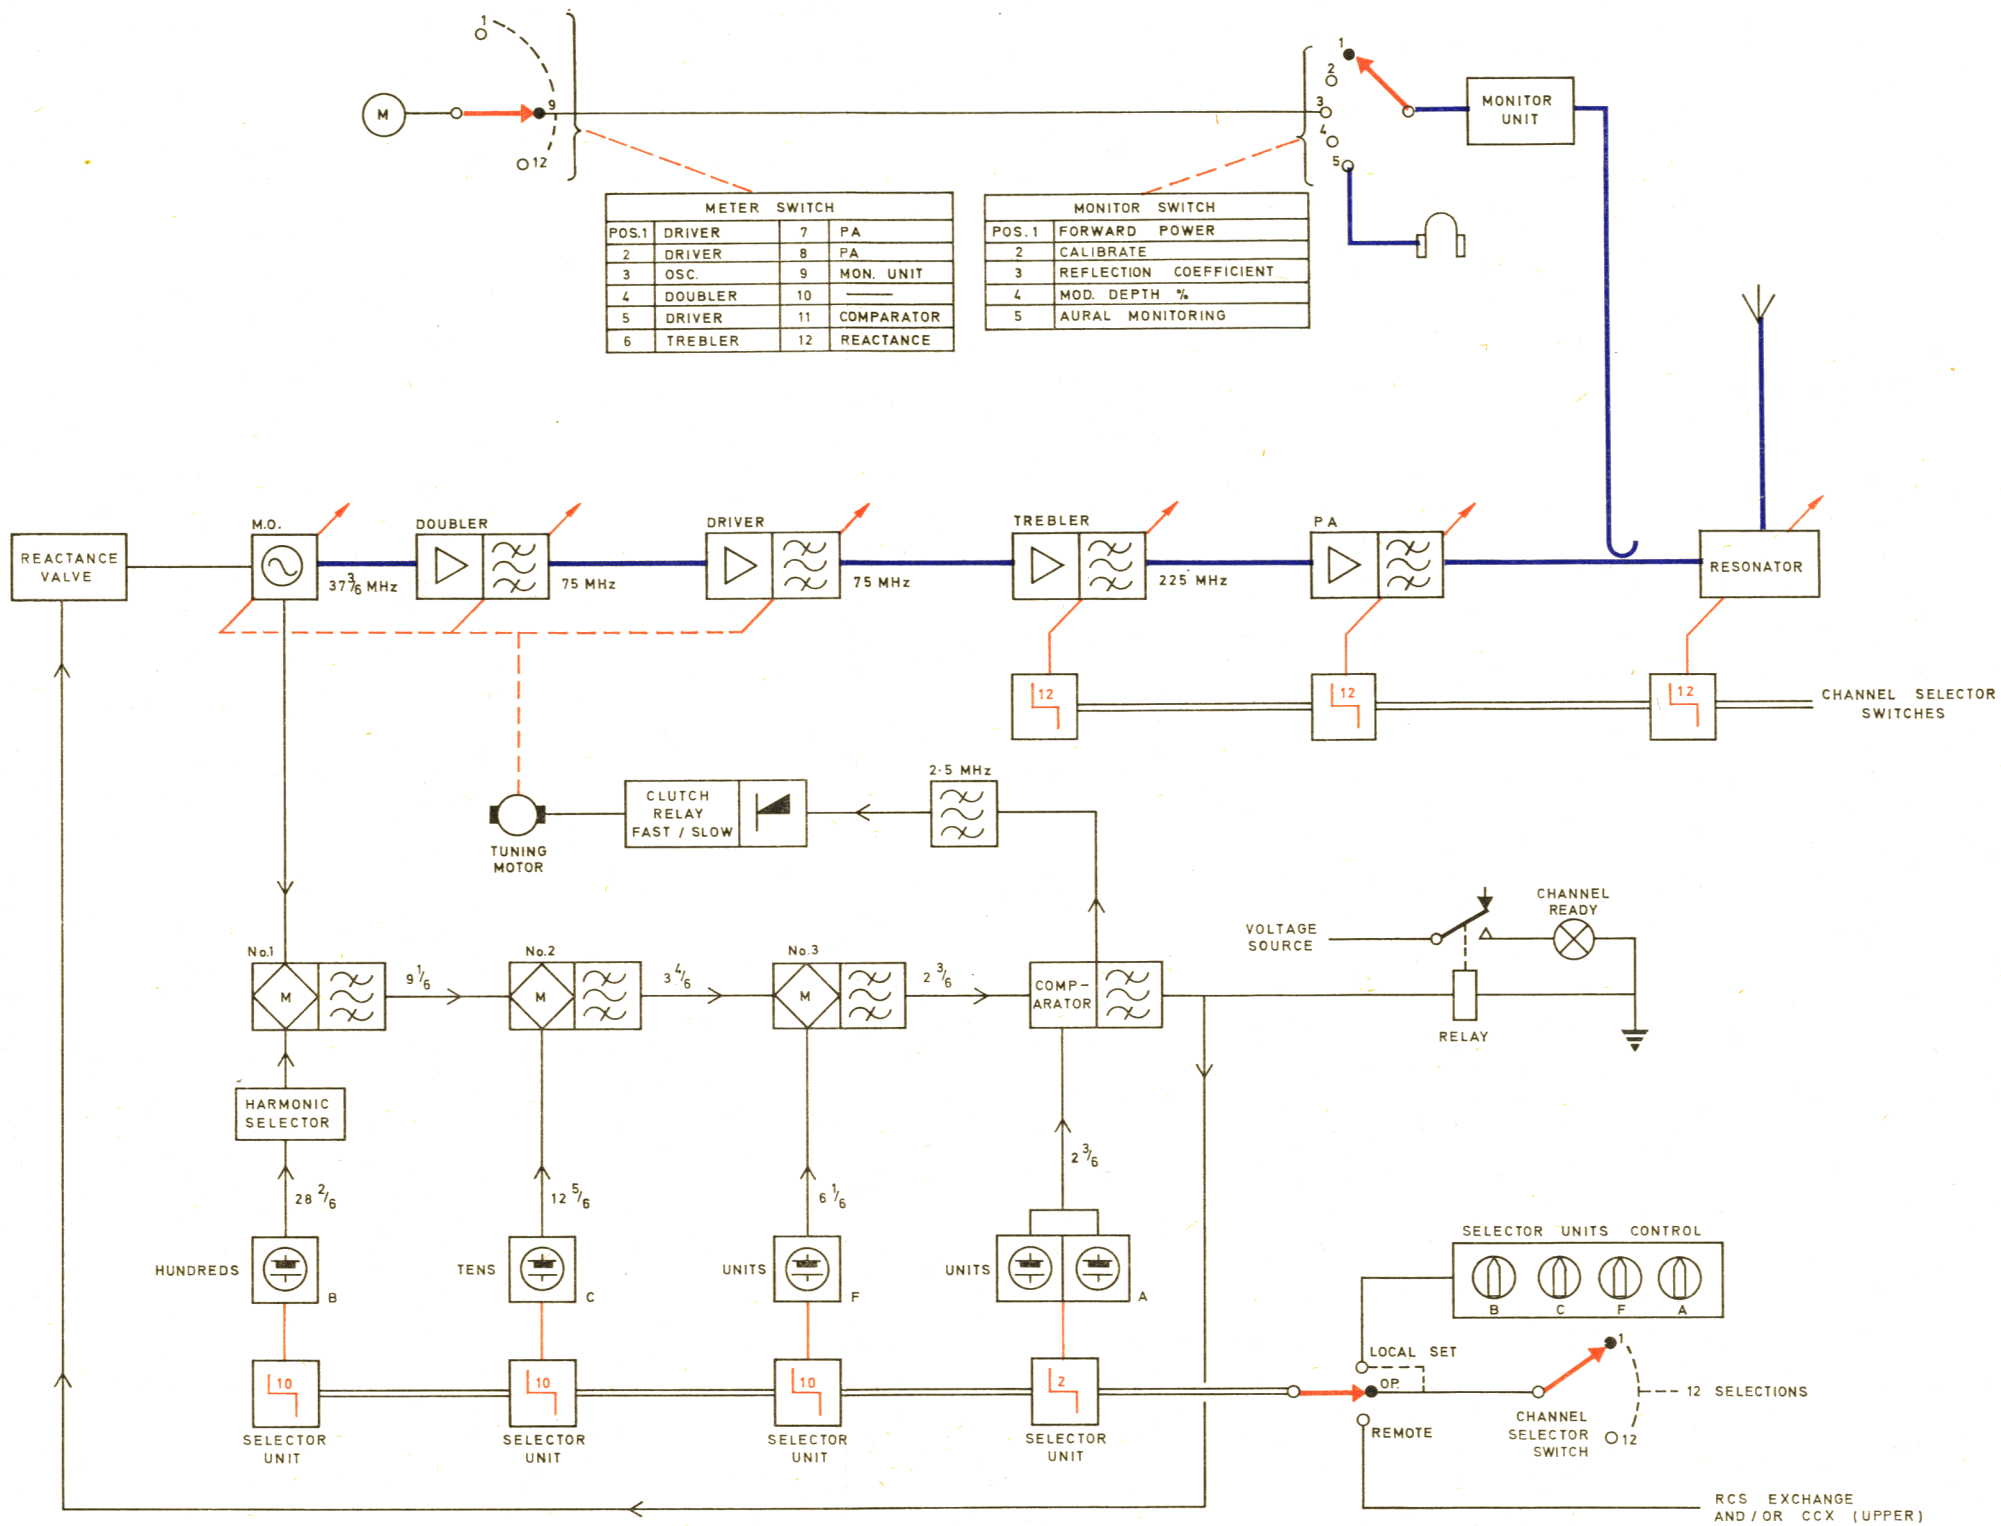 1
M
9
12
1
2
3
4
5
MONITOR
UNIT
METER SWITCH
POS.1 DRIVER 7 PA
2 DRIVER 8 PA
3 OSC. 9 MON. UNIT
4 DOUBLER 10 ——
5 DRIVER 11 COMPARATOR
6 TREBLER 12 REACTANCE
MONITOR SWITCH
POS. 1 FORWARD POWER
2 CALIBRATE
3 REFLECTION COEFFICIENT
4 MOD. DEPTH %
5 AURAL MONITORING
REACTANCE
VALVE
M.O.
37 3/6 MHz
DOUBLER
75 MHz
DRIVER
75 MHz
TREBLER
225 MHz
PA
RESONATOR
12
12
12
CHANNEL SELECTOR
SWITCHES
TUNING
MOTOR
CLUTCH
RELAY
FAST / SLOW
2·5 MHz
No.1
M
9 1/6
No.2
M
3 4/6
No.3
M
2 3/6
COMP-
ARATOR
VOLTAGE
SOURCE
CHANNEL
READY
RELAY
HARMONIC
SELECTOR
28 2/6
12 5/6
6 1/6
2 3/6
HUNDREDS
B
TENS
C
UNITS
F
UNITS
A
10
10
10
2
SELECTOR
UNIT
SELECTOR
UNIT
SELECTOR
UNIT
SELECTOR
UNIT
SELECTOR UNITS CONTROL
B C F A
LOCAL SET
OP.
REMOTE
1
12 SELECTIONS
12
CHANNEL
SELECTOR
SWITCH
RCS EXCHANGE
AND/OR CCX (UPPER)